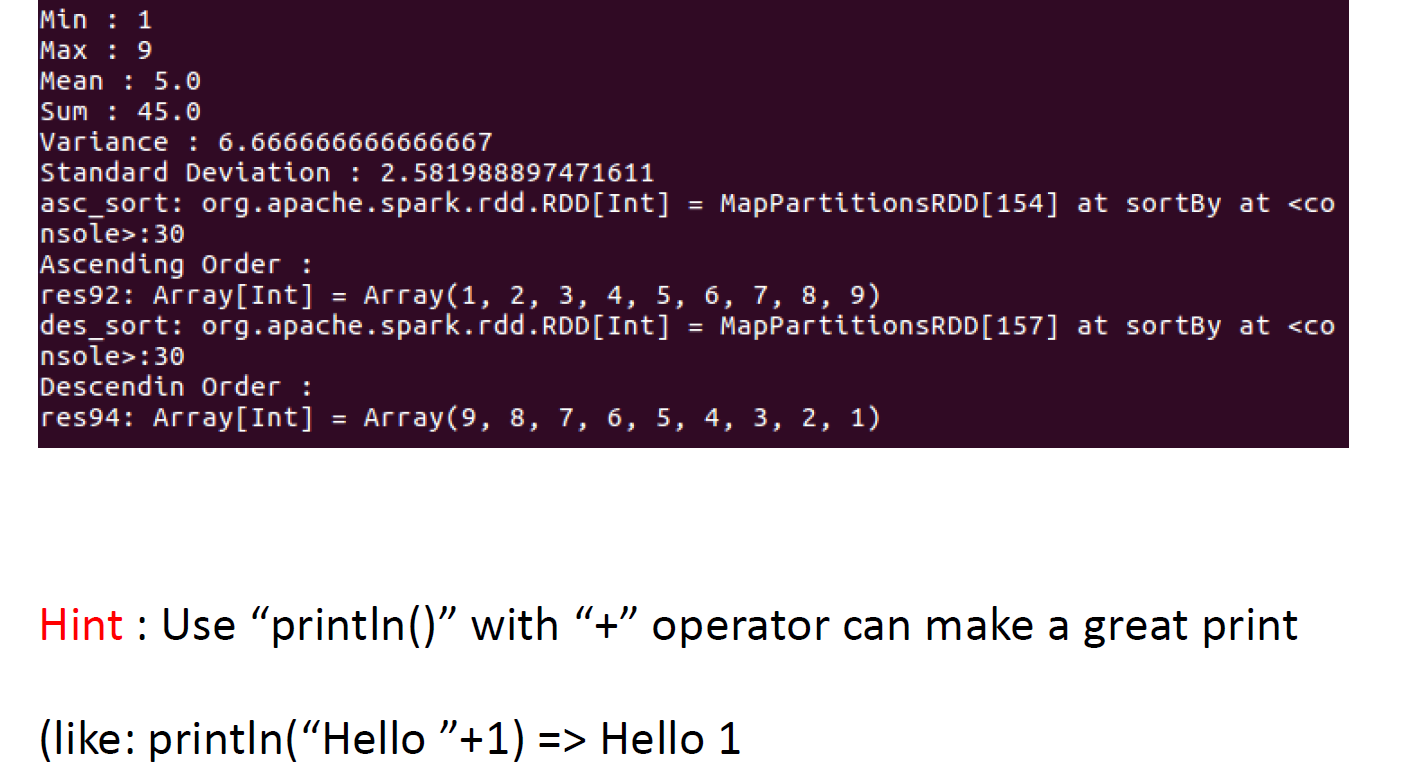 Min : 1
Max : 9
Mean : 5.0
Sum : 45.0
Variance : 6.666666666666667
Standard Deviation : 2.581988897471611
asc_sort: org.apache.spark.rdd.RDD[Int] = MapPartitionsRDD[154] at sortBy at <co
nsole>:30
Ascending Order :
res92: Array[Int] = Array(1, 2, 3, 4, 5, 6, 7, 8, 9)
des_sort: org.apache.spark.rdd.RDD[Int] = MapPartitionsRDD[157] at sortBy at <co
nsole>:30
Descendin Order :
res94: Array[Int] = Array(9, 8, 7, 6, 5, 4, 3, 2, 1)
Hint : Use “println()” with “+” operator can make a great print
(like: println(“Hello ”+1) => Hello 1